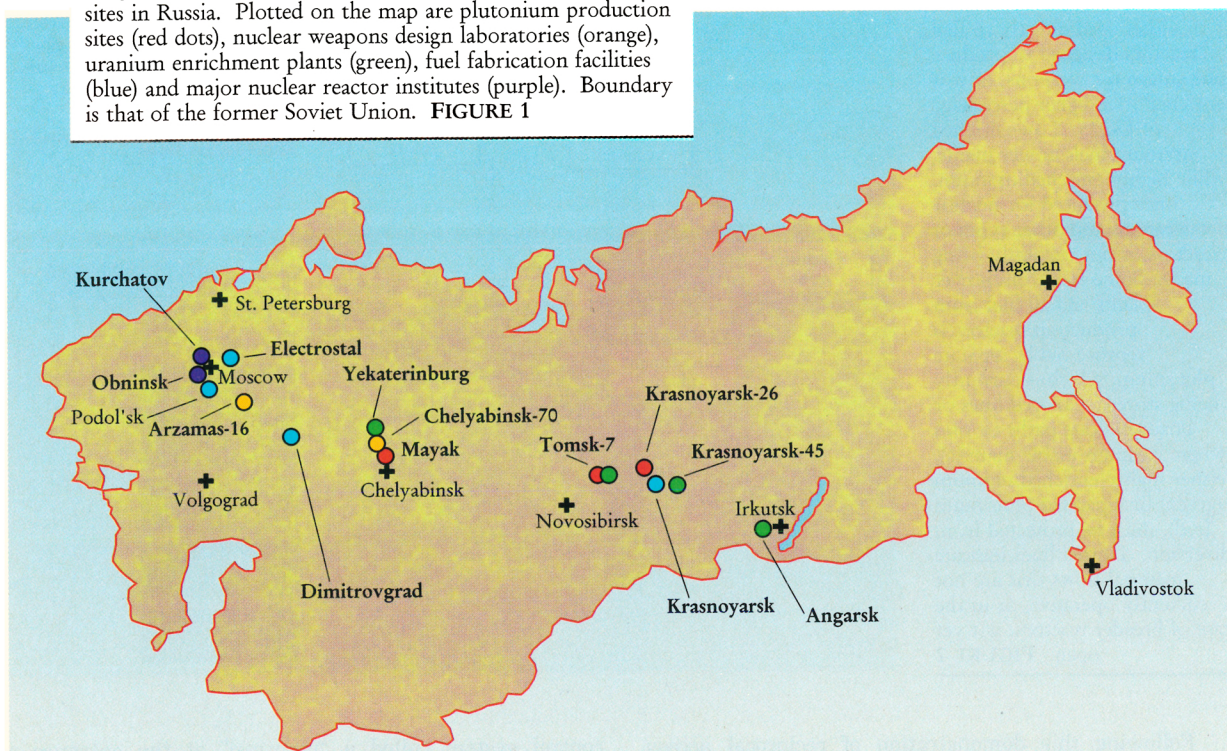 sites in Russia. Plotted on the map are plutonium production
sites (red dots), nuclear weapons design laboratories (orange),
uranium enrichment plants (green), fuel fabrication facilities
(blue) and major nuclear reactor institutes (purple). Boundary
is that of the former Soviet Union. FIGURE 1
Magadan
Kurchatov
St. Petersburg
Electrostal
Obninsk
Moscow
Yekaterinburg
Podol'sk
Arzamas-16
Chelyabinsk-70
Krasnoyarsk-26
Mayak
Tomsk-7
Krasnoyarsk-45
Volgograd
Chelyabinsk
Novosibirsk
Irkutsk
Dimitrovgrad
Krasnoyarsk
Angarsk
Vladivostok